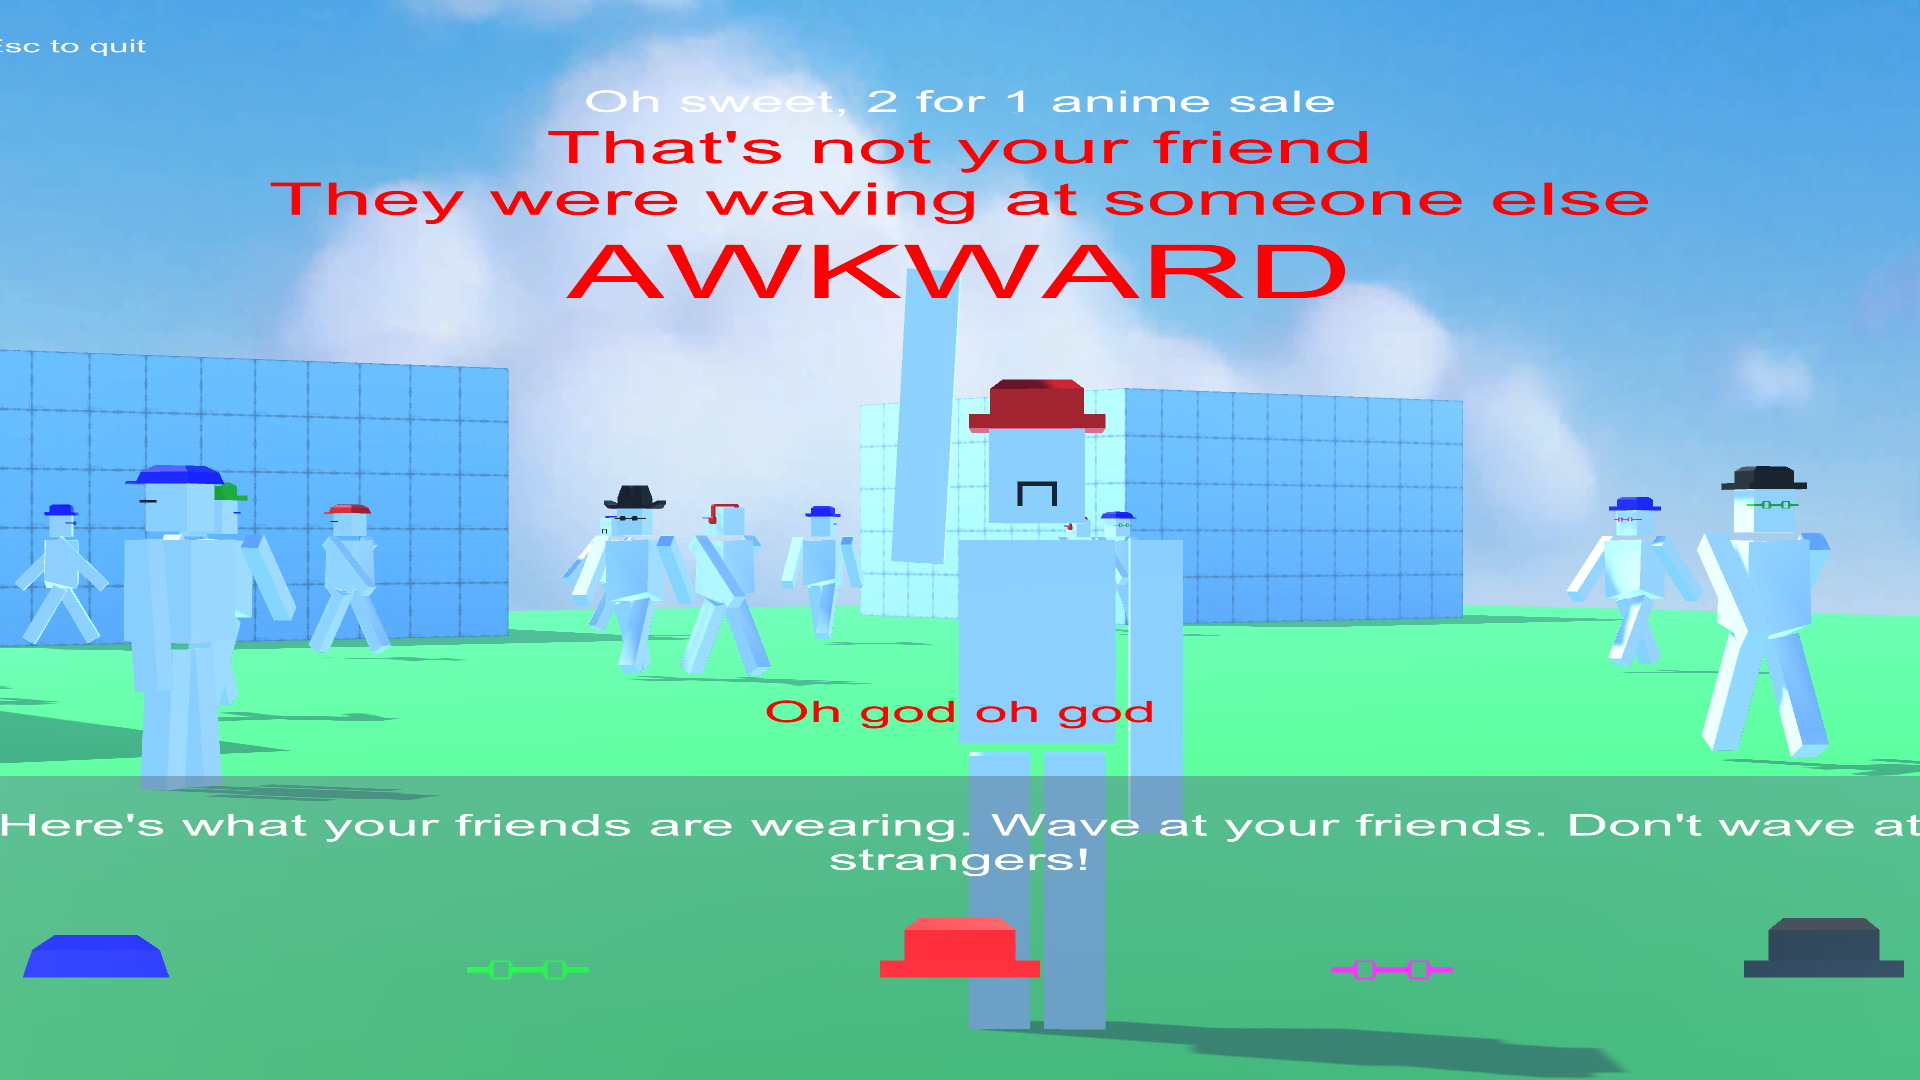 Esc to quit
Oh sweet, 2 for 1 anime sale
That's not your friend
They were waving at someone else
AWKWARD
Oh god oh god
Here's what your friends are wearing. Wave at your friends. Don't wave at
strangers!